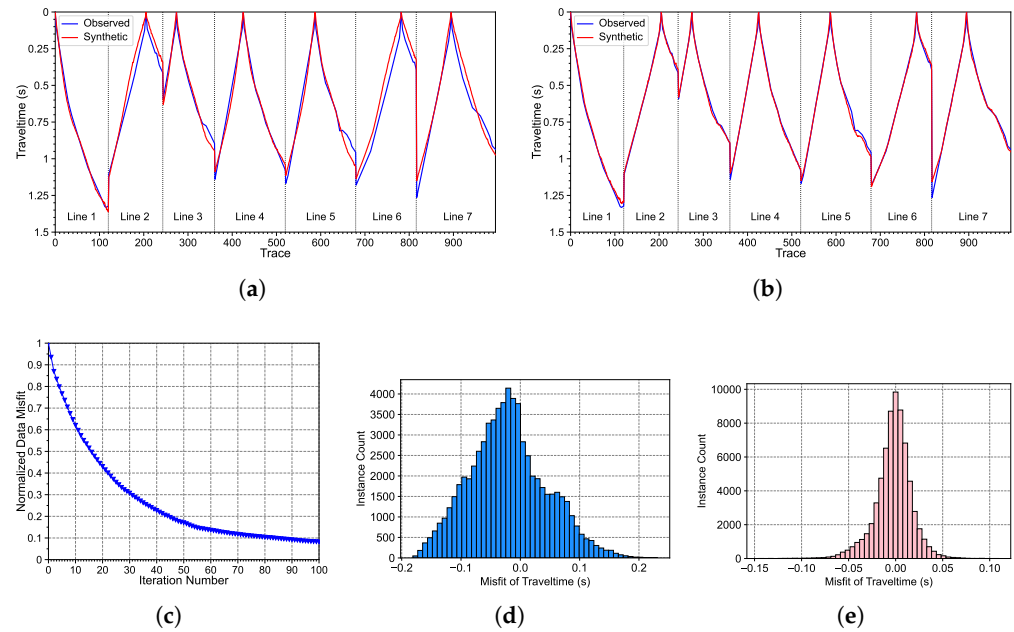 0
0.25
0.5
0.75
1
1.25
1.5
Traveltime (s)
Observed
Synthetic
Line 1 Line 2 Line 3 Line 4 Line 5 Line 6 Line 7
0 100 200 300 400 500 600 700 800 900
Trace
(a)
0
0.25
0.5
0.75
1
1.25
1.5
Traveltime (s)
Observed
Synthetic
Line 1 Line 2 Line 3 Line 4 Line 5 Line 6 Line 7
0 100 200 300 400 500 600 700 800 900
Trace
(b)
1
0.9
0.8
0.7
0.6
0.5
0.4
0.3
0.2
0.1
0
Normalized Data Misfit
0 10 20 30 40 50 60 70 80 90 100
Iteration Number
(c)
4000
3500
3000
2500
2000
1500
1000
500
0
Instance Count
−0.2 −0.1 0.0 0.1 0.2
Misfit of Traveltime (s)
(d)
10000
8000
6000
4000
2000
0
Instance Count
−0.15 −0.10 −0.05 0.00 0.05 0.10
Misfit of Traveltime (s)
(e)